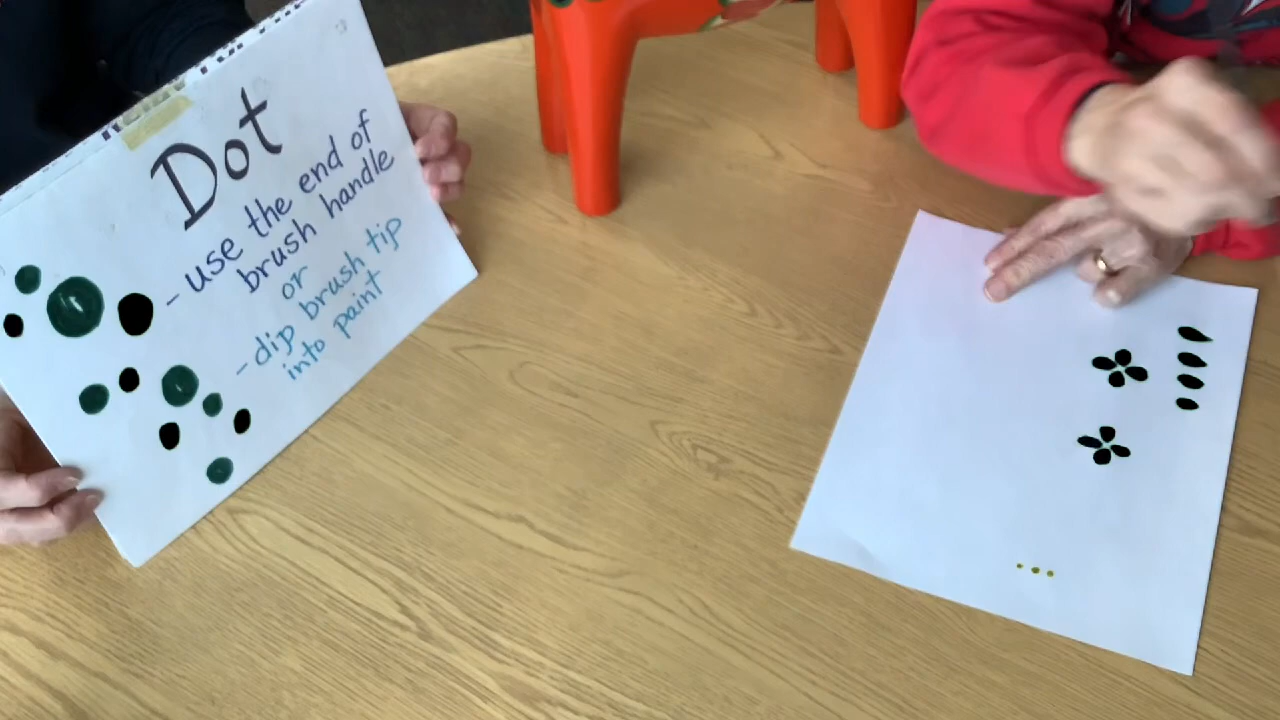 Dot
- use the end of
brush handle
or
- dip brush tip
into paint